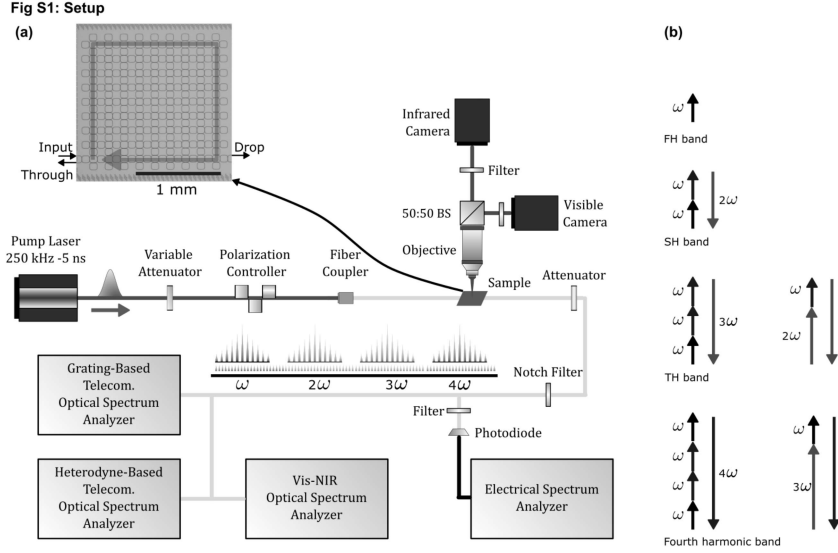 Fig S1: Setup
(a)
Input
Through
Drop
1 mm
Infrared
Camera
Filter
50:50 BS
Visible
Camera
Objective
Pump Laser
250 kHz -5 ns
Variable
Attenuator
Polarization
Controller
Fiber
Coupler
Sample
Attenuator
ω
2ω
3ω
4ω
Notch Filter
Grating-Based
Telecom.
Optical Spectrum
Analyzer
Filter
Photodiode
Heterodyne-Based
Telecom.
Optical Spectrum
Analyzer
Vis-NIR
Optical Spectrum
Analyzer
Electrical Spectrum
Analyzer
(b)
ω
FH band
ω
ω
2ω
SH band
ω
ω
ω
3ω
ω
2ω
TH band
ω
ω
ω
ω
4ω
ω
3ω
Fourth harmonic band